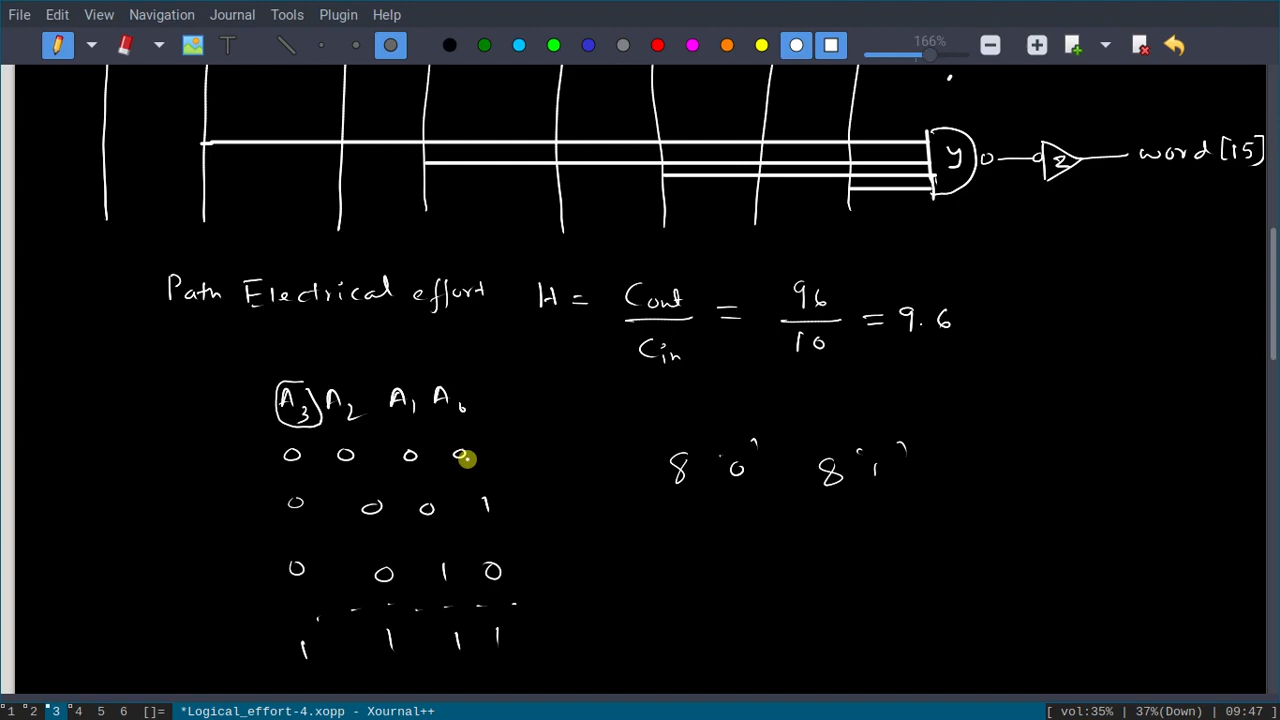 File Edit View Navigation Journal Tools Plugin Help
T 166%
y 2 word [15]
Path Electrical effort H = Cout / Cin = 96 / 10 = 9.6
A3 A2 A1 A0
0 0 0 0
8 '0' 8 '1'
0 0 0 1
0 0 1 0
1 1 1 1
1 2 3 4 5 6 []= *Logical_effort-4.xopp - Xournal++ [ vol:35% | 37%(Down) | 09:47 ]